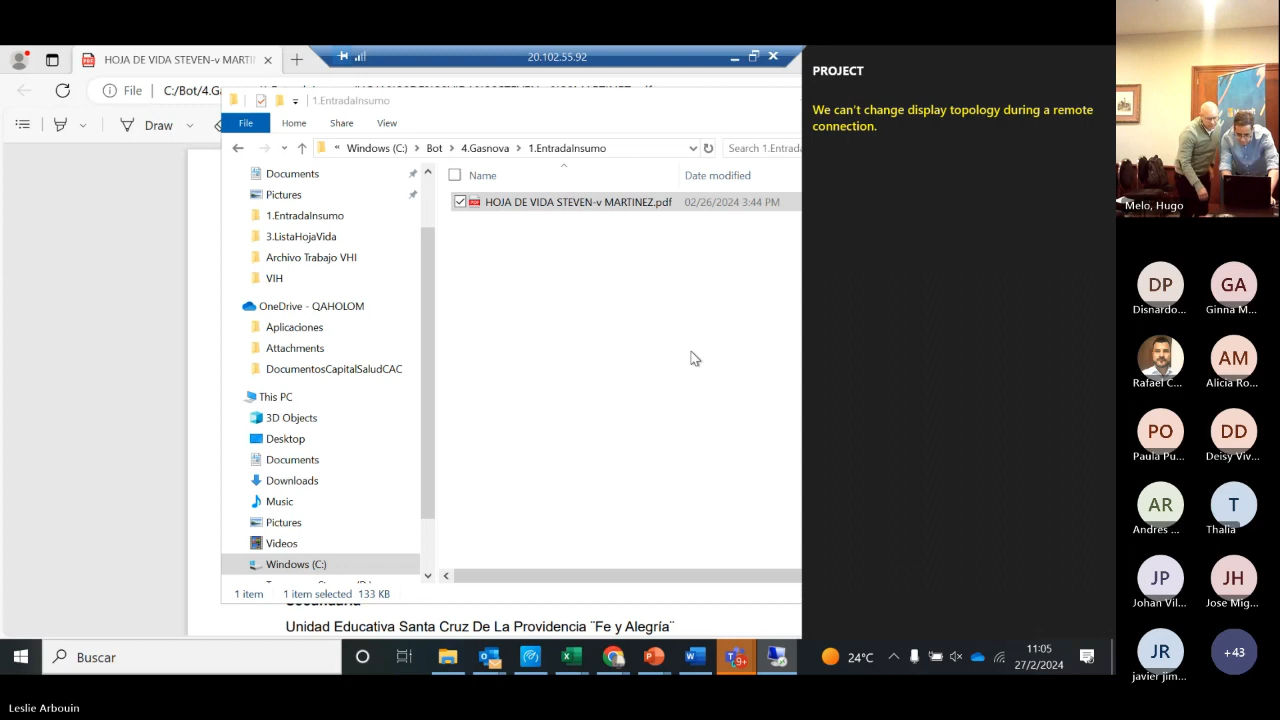 HOJA DE VIDA STEVEN-v MARTI
20.102.55.92
File
C:/Bot/4.Ga
1.EntradaInsumo
Draw
File
Home
Share
View
Windows (C:)
Bot
4.Gasnova
1.EntradaInsumo
Search 1.Entrada
Name
Date modified
HOJA DE VIDA STEVEN-v MARTINEZ.pdf
02/26/2024 3:44 PM
Documents
Pictures
1.EntradaInsumo
3.ListaHojaVida
Archivo Trabajo VHI
VIH
OneDrive - QAHOLOM
Aplicaciones
Attachments
DocumentosCapitalSaludCAC
This PC
3D Objects
Desktop
Documents
Downloads
Music
Pictures
Videos
Windows (C:)
1 item
1 item selected 133 KB
Unidad Educativa Santa Cruz De La Providencia ¨Fe y Alegría¨
PROJECT
We can't change display topology during a remote
connection.
Buscar
9+
24°C
11:05
27/2/2024
Melo, Hugo
DP
Disnardo...
GA
Ginna M...
Rafael C...
AM
Alicia Ro...
PO
Paula Pu...
DD
Deisy Viv...
AR
Andres ...
T
Thalia
JP
Johan Vil...
JH
Jose Mig...
JR
javier jim...
+43
Leslie Arbouin